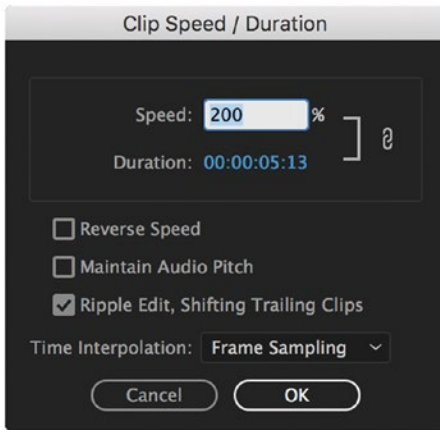 Clip Speed / Duration
Speed: 200 %
Duration: 00:00:05:13
Reverse Speed
Maintain Audio Pitch
Ripple Edit, Shifting Trailing Clips
Time Interpolation: Frame Sampling
Cancel OK